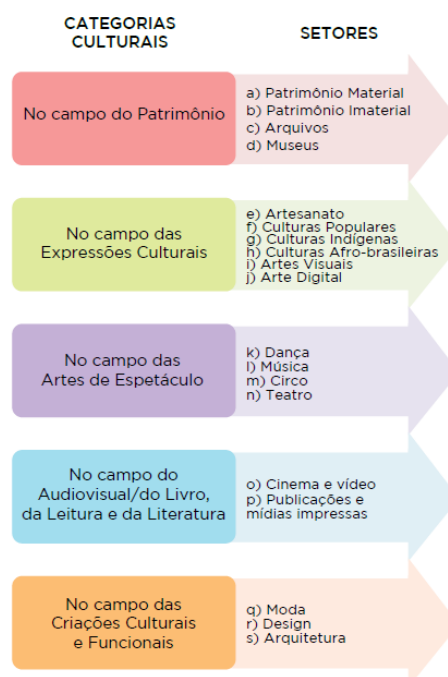 CATEGORIAS
CULTURAIS
SETORES
No campo do Patrimônio
a) Patrimônio Material
b) Patrimônio Imaterial
c) Arquivos
d) Museus
No campo das
Expressões Culturais
e) Artesanato
f) Culturas Populares
g) Culturas Indígenas
h) Culturas Afro-brasileiras
i) Artes Visuais
j) Arte Digital
No campo das
Artes de Espetáculo
k) Dança
l) Música
m) Circo
n) Teatro
No campo do
Audiovisual/do Livro,
da Leitura e da Literatura
o) Cinema e vídeo
p) Publicações e
mídias impressas
No campo das
Criações Culturais
e Funcionais
q) Moda
r) Design
s) Arquitetura